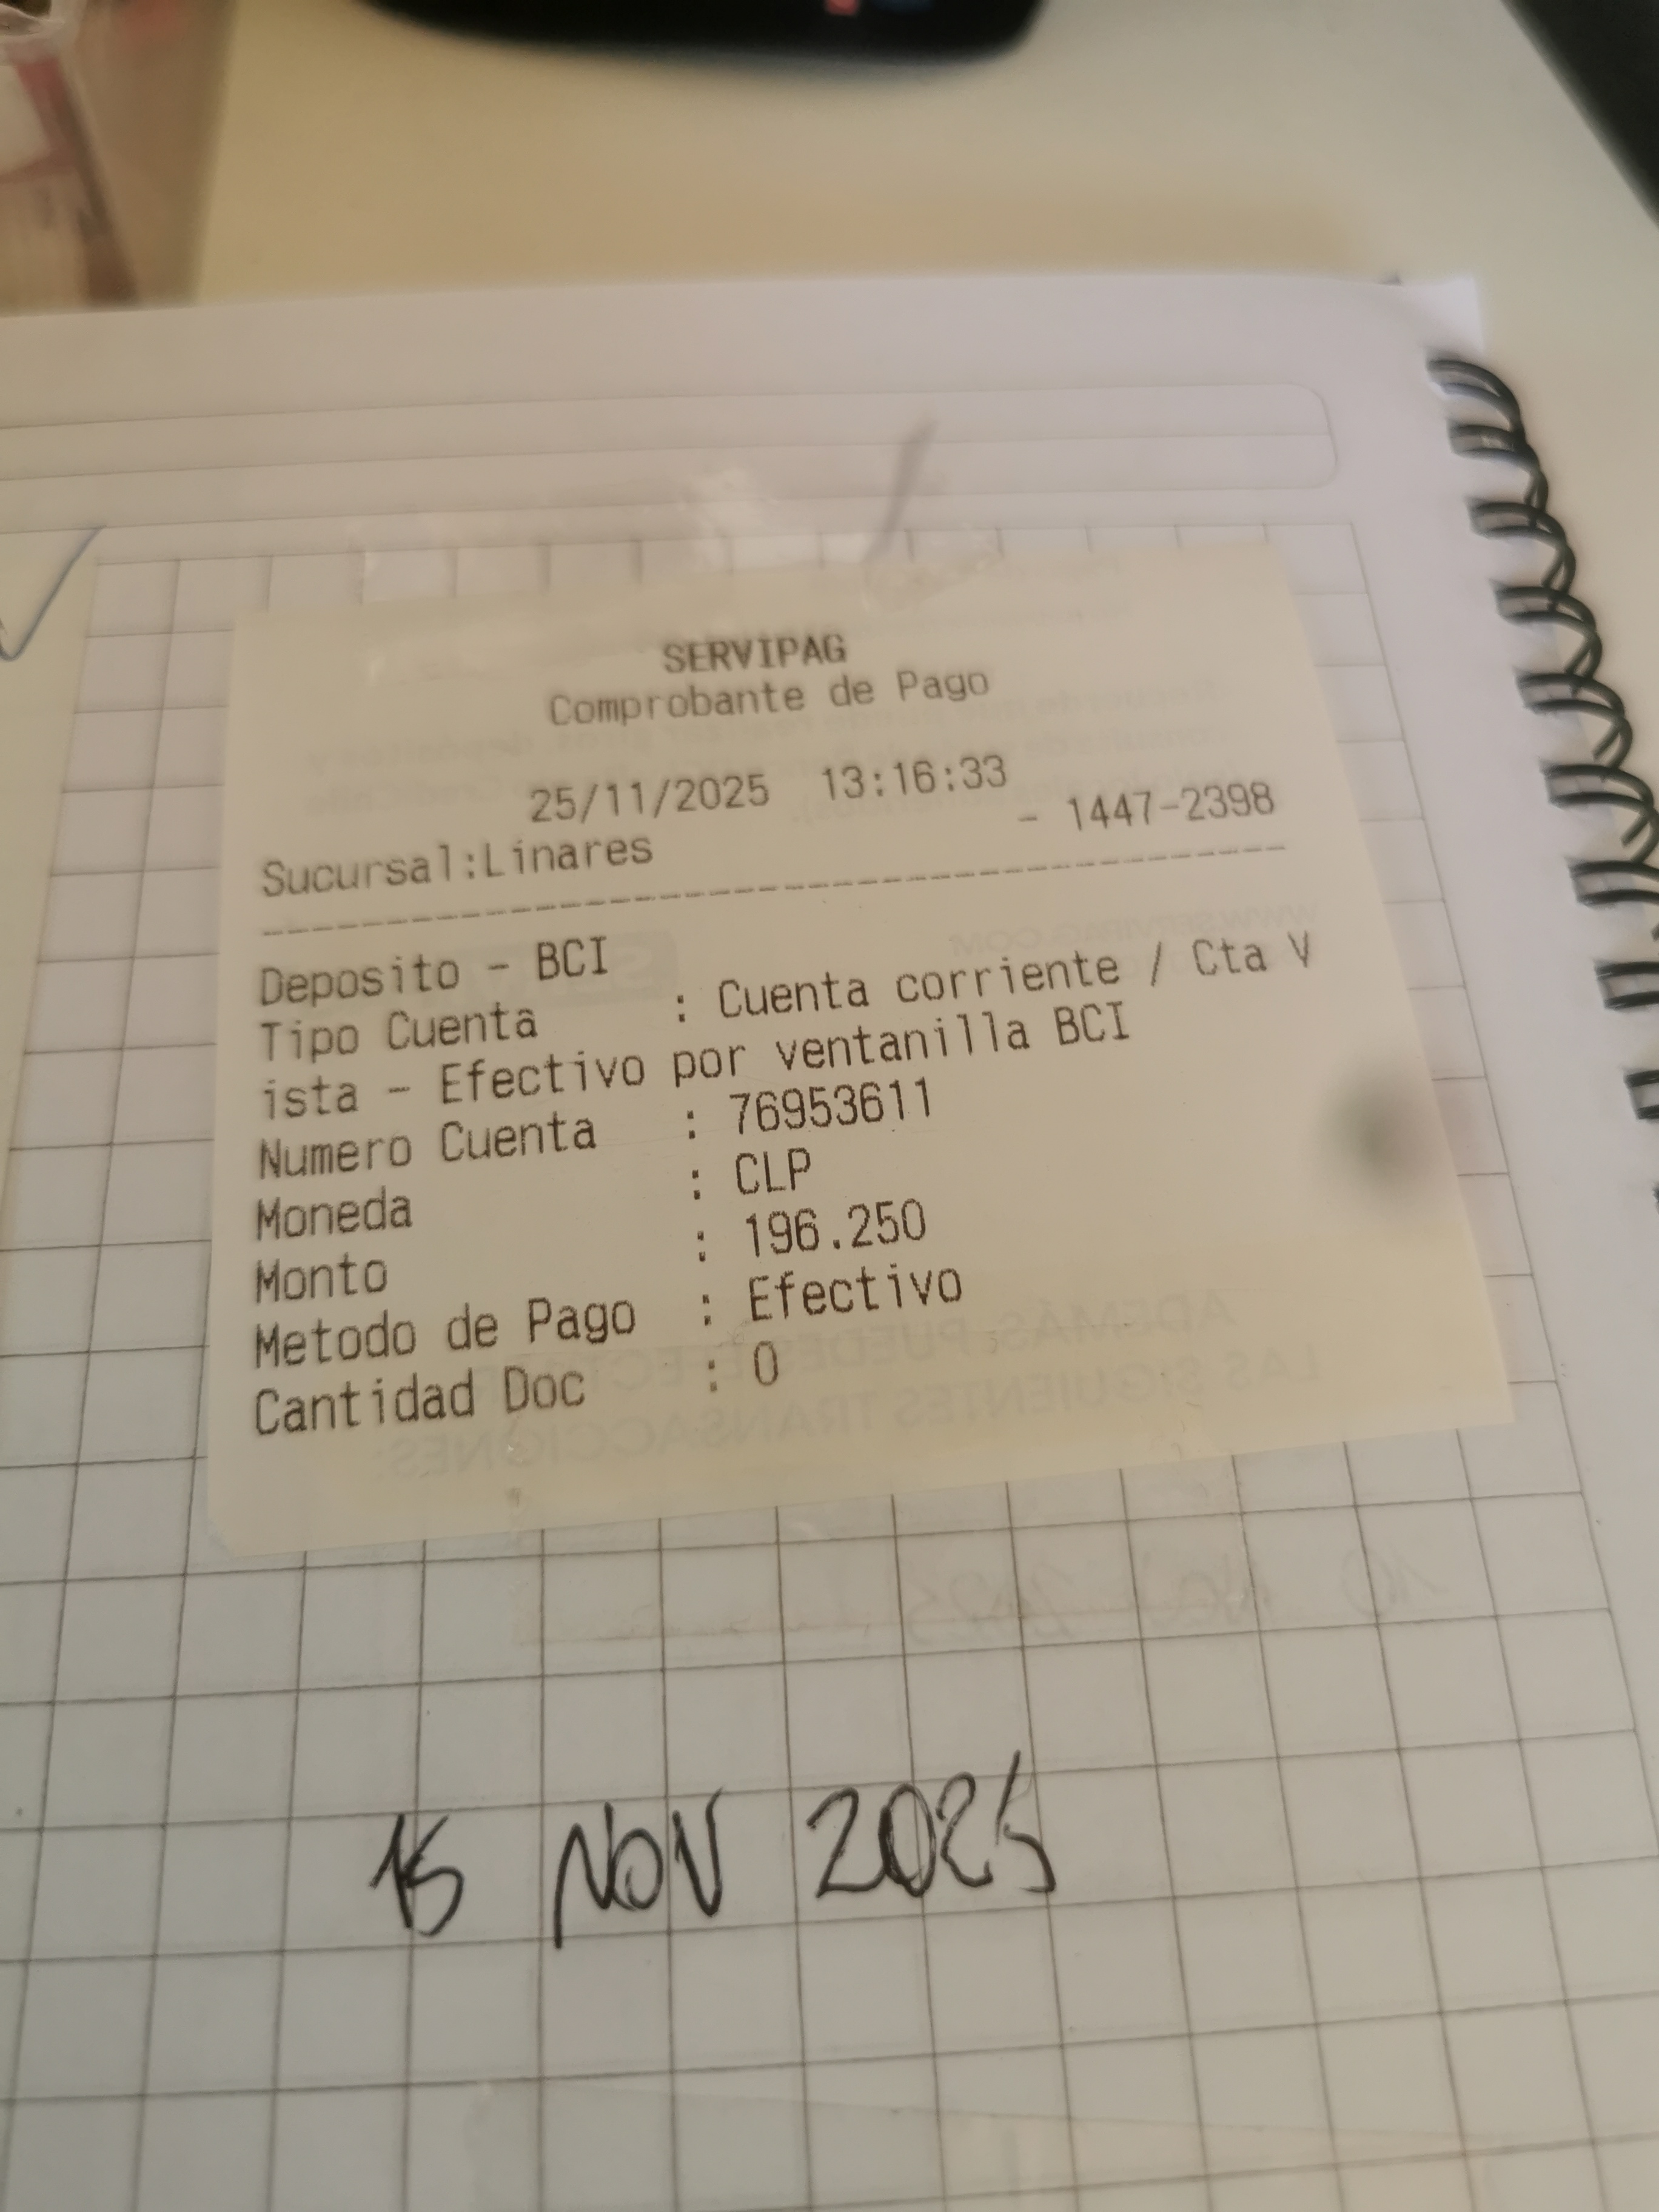 SERVIPAG
Comprobante de Pago
25/11/2025 13:16:33
Sucursal:Linares - 1447-2398
Deposito - BCI
Tipo Cuenta : Cuenta corriente / Cta V
ista - Efectivo por ventanilla BCI
Numero Cuenta : 76953611
Moneda : CLP
Monto : 196.250
Metodo de Pago : Efectivo
Cantidad Doc : 0
15 NOV 2025